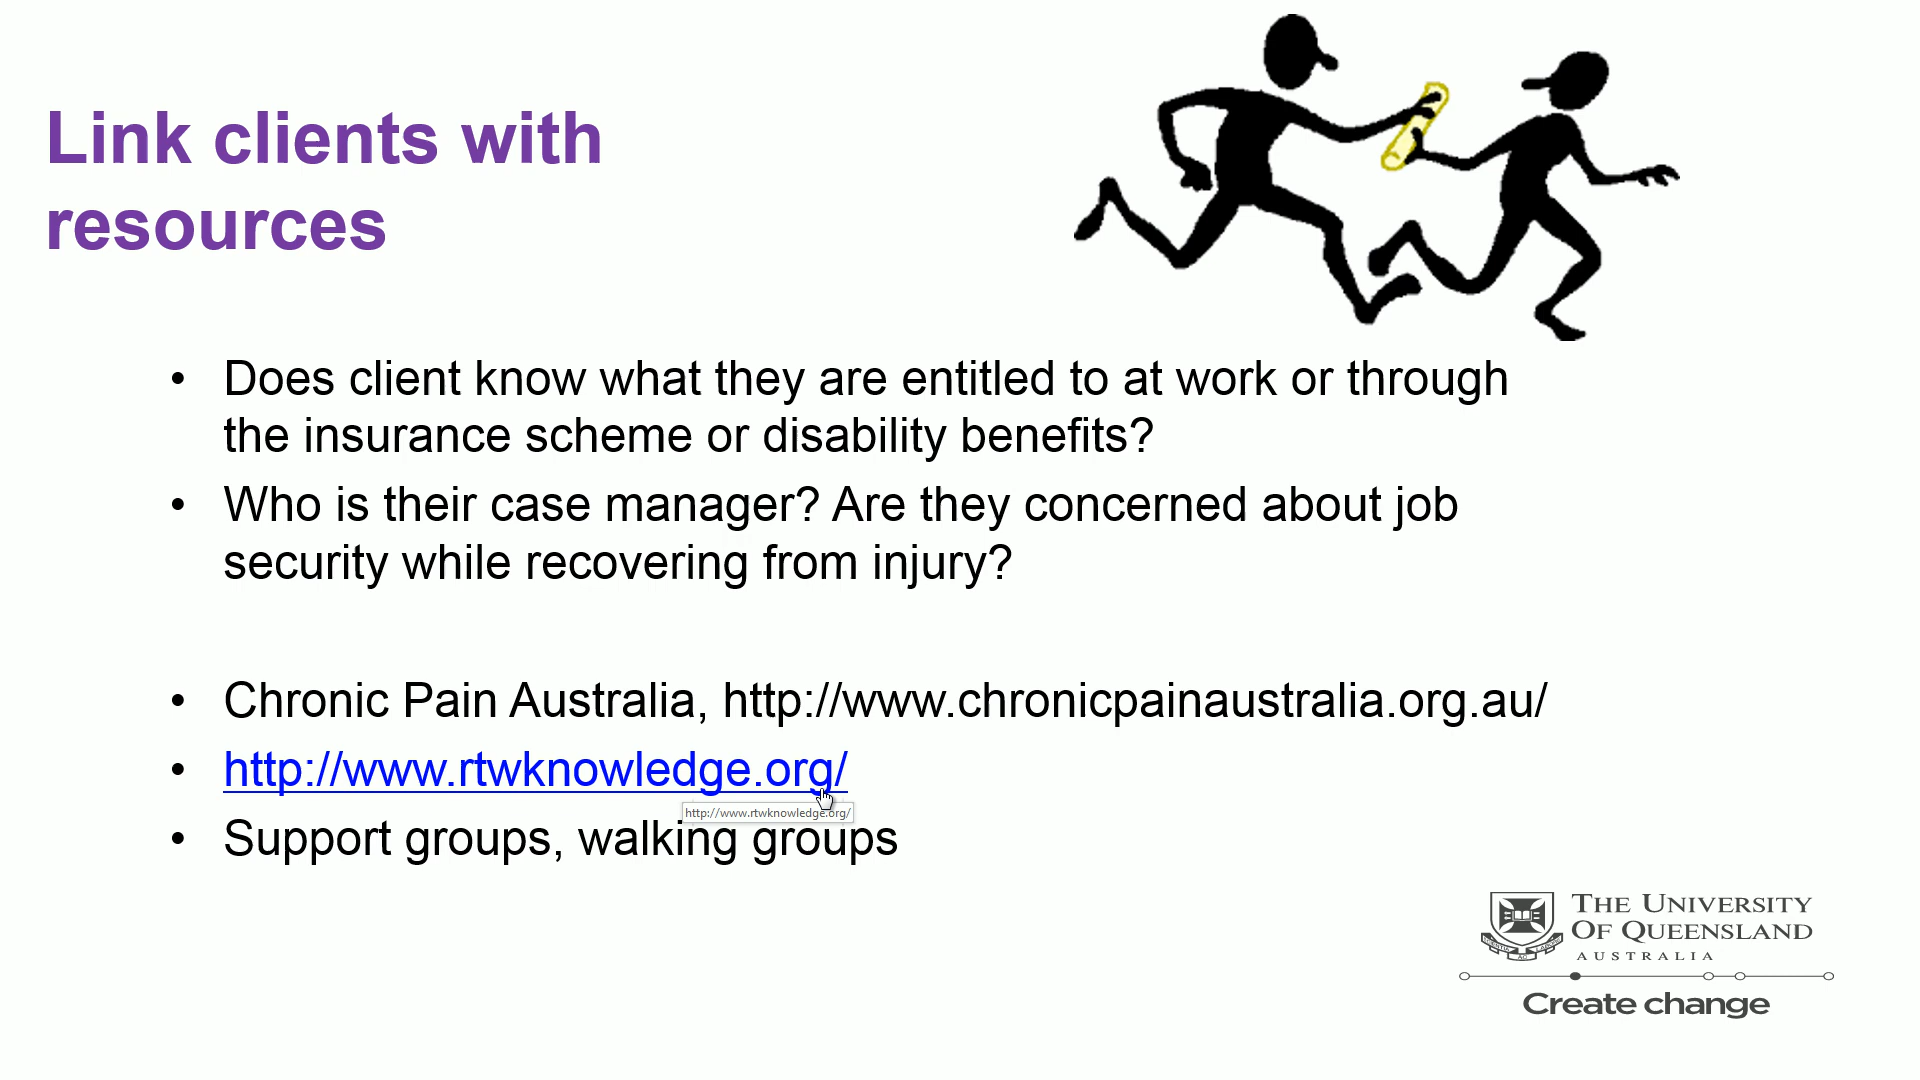 Link clients with
resources
• Does client know what they are entitled to at work or through
the insurance scheme or disability benefits?
• Who is their case manager? Are they concerned about job
security while recovering from injury?
• Chronic Pain Australia, http://www.chronicpainaustralia.org.au/
• http://www.rtwknowledge.org/
http://www.rtwknowledge.org/
• Support groups, walking groups
THE UNIVERSITY
OF QUEENSLAND
AUSTRALIA
Create change